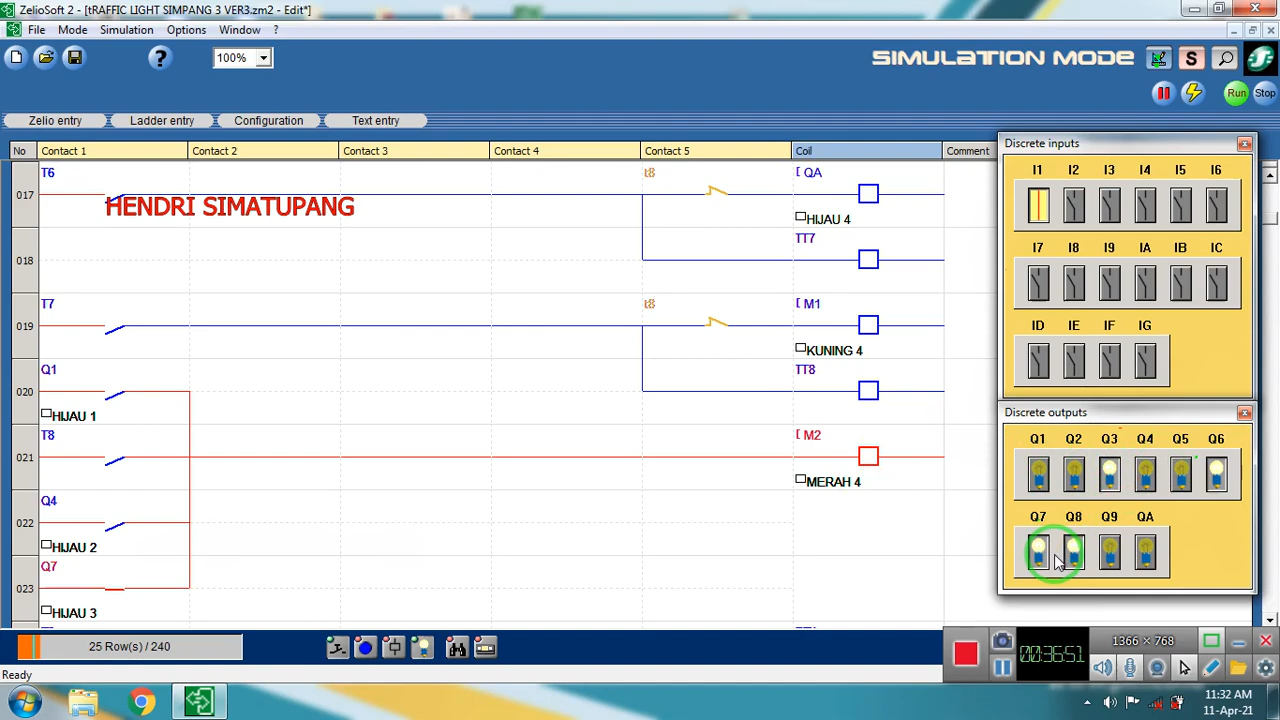 ZelioSoft 2 - [tRAFFIC LIGHT SIMPANG 3 VER3.zm2 - Edit*]
File Mode Simulation Options Window ?
100%
SIMULATION MODE
S
Run Stop
Zelio entry Ladder entry Configuration Text entry
No Contact 1 Contact 2 Contact 3 Contact 4 Contact 5 Coil Comment
T6 t8 [ QA
017
HENDRI SIMATUPANG
HIJAU 4
TT7
018
T7 t8 [ M1
019
KUNING 4
Q1 TT8
020
HIJAU 1
T8 [ M2
021
MERAH 4
Q4
022
HIJAU 2
Q7
023
HIJAU 3
Discrete inputs
I1 I2 I3 I4 I5 I6
I7 I8 I9 IA IB IC
ID IE IF IG
Discrete outputs
Q1 Q2 Q3 Q4 Q5 Q6
Q7 Q8 Q9 QA
25 Row(s) / 240
00:36:51
1366 × 768
Ready
11:32 AM
11-Apr-21